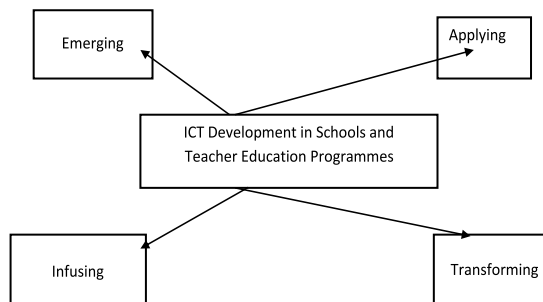 Emerging
Applying
ICT Development in Schools and
Teacher Education Programmes
Infusing
Transforming